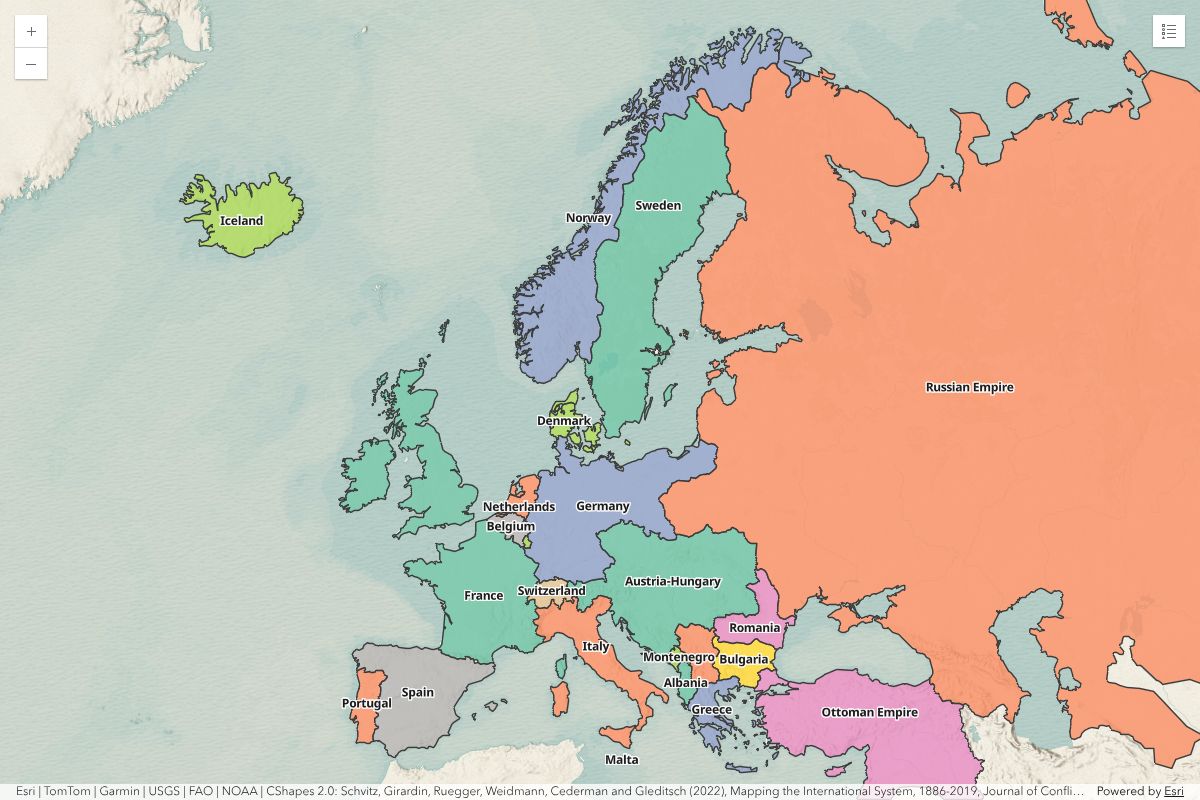 +
−
Iceland
Sweden
Norway
Russian Empire
Denmark
Netherlands
Germany
Belgium
Austria-Hungary
Switzerland
France
Romania
Italy
Montenegro
Bulgaria
Albania
Spain
Portugal
Greece
Ottoman Empire
Malta
Esri | TomTom | Garmin | USGS | FAO | NOAA | CShapes 2.0: Schvitz, Girardin, Ruegger, Weidmann, Cederman and Gleditsch (2022), Mapping the International System, 1886-2019, Journal of Confli… Powered by Esri